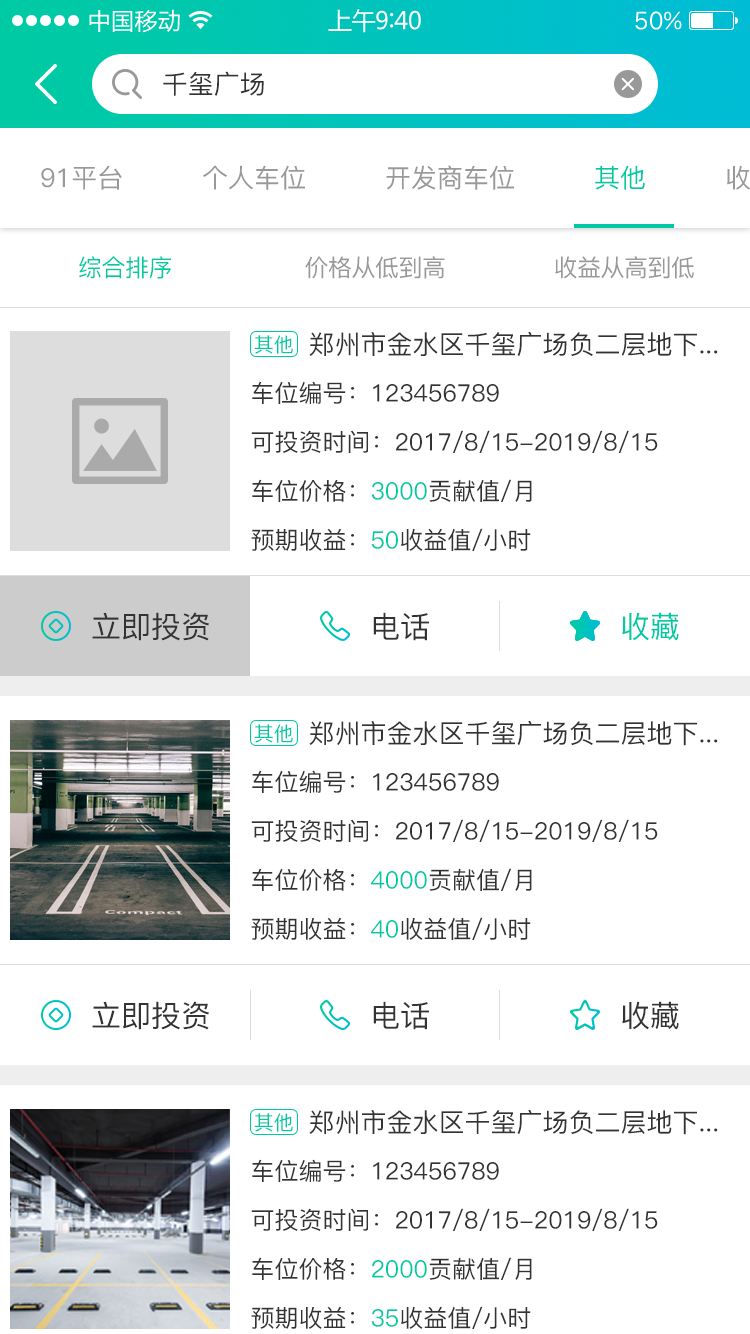 中国移动 上午9:40 50%
千玺广场
91平台 个人车位 开发商车位 其他 收
综合排序 价格从低到高 收益从高到低
其他 郑州市金水区千玺广场负二层地下...
车位编号：123456789
可投资时间：2017/8/15-2019/8/15
车位价格：3000贡献值/月
预期收益：50收益值/小时
立即投资 电话 收藏
其他 郑州市金水区千玺广场负二层地下...
车位编号：123456789
可投资时间：2017/8/15-2019/8/15
车位价格：4000贡献值/月
预期收益：40收益值/小时
Compact
立即投资 电话 收藏
其他 郑州市金水区千玺广场负二层地下...
车位编号：123456789
可投资时间：2017/8/15-2019/8/15
车位价格：2000贡献值/月
预期收益：35收益值/小时